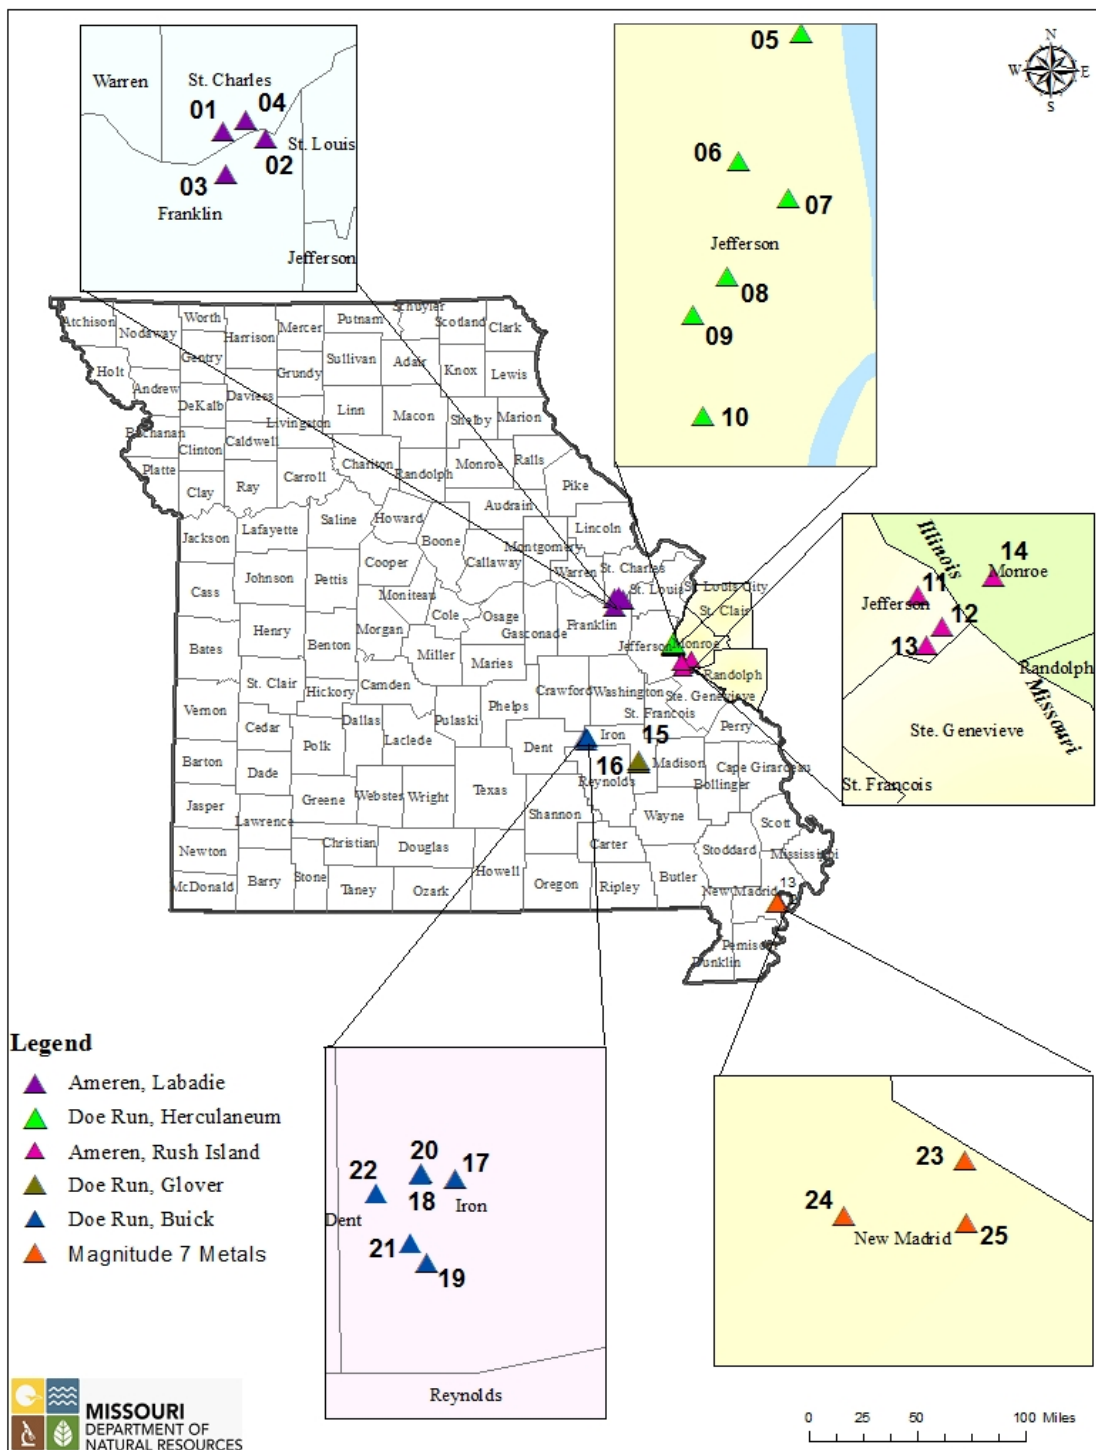 05
N
W E
S
Warren
St. Charles
01
04
St. Louis
02
03
Franklin
Jefferson
06
07
Jefferson
08
09
10
Atchison
Nodaway
Worth
Harrison
Mercer
Putnam
Schuyler
Scotland
Clark
Holt
Gentry
Sullivan
Adair
Knox
Lewis
Andrew
Grundy
DeKalb
Daviess
Livingston
Linn
Macon
Shelby
Marion
Buchanan
Clinton
Caldwell
Chariton
Randolph
Monroe
Ralls
Platte
Clay
Ray
Carroll
Pike
Audrain
Jackson
Lafayette
Saline
Howard
Boone
Lincoln
Montgomery
Callaway
Warren
St. Charles
Cass
Johnson
Pettis
Cooper
Moniteau
St. Louis
St Louis City
St. Clair
Cole
Osage
Gasconade
Franklin
Bates
Henry
Benton
Morgan
Miller
Maries
Jefferson
Monroe
Randolph
St. Clair
Hickory
Camden
Crawford
Washington
Ste. Genevieve
Vernon
Cedar
Dallas
Pulaski
Phelps
St. Francois
Perry
Polk
Laclede
Dent
Iron
15
16
Barton
Dade
Reynolds
Madison
Cape Girardeau
Bollinger
Jasper
Greene
Webster
Wright
Texas
Shannon
Wayne
Lawrence
Scott
Newton
Christian
Douglas
Carter
Stoddard
Mississippi
McDonald
Barry
Stone
Taney
Ozark
Howell
Oregon
Ripley
Butler
New Madrid
13
Pemiscot
Dunklin
Illinois
14
Monroe
11
Jefferson
12
13
Randolph
Missouri
Ste. Genevieve
St. Francois
Legend
Ameren, Labadie
Doe Run, Herculaneum
Ameren, Rush Island
Doe Run, Glover
Doe Run, Buick
Magnitude 7 Metals
20
17
22
18
Iron
Dent
21
19
Reynolds
23
24
New Madrid
25
MISSOURI
DEPARTMENT OF
NATURAL RESOURCES
0 25 50 100 Miles